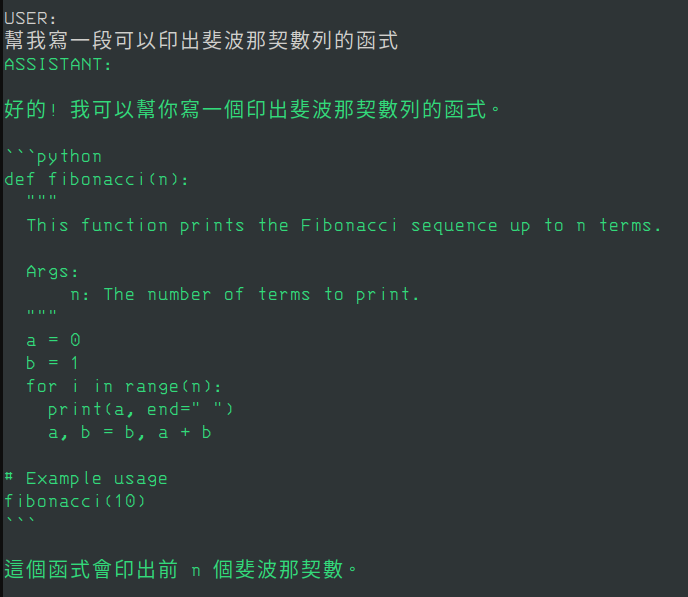 USER:
幫我寫一段可以印出斐波那契數列的函式
ASSISTANT:
好的! 我可以幫你寫一個印出斐波那契數列的函式。
```python
def fibonacci(n):
  """
  This function prints the Fibonacci sequence up to n terms.
  Args:
      n: The number of terms to print.
  """
  a = 0
  b = 1
  for i in range(n):
    print(a, end=" ")
    a, b = b, a + b
# Example usage
fibonacci(10)
```
這個函式會印出前 n 個斐波那契數。